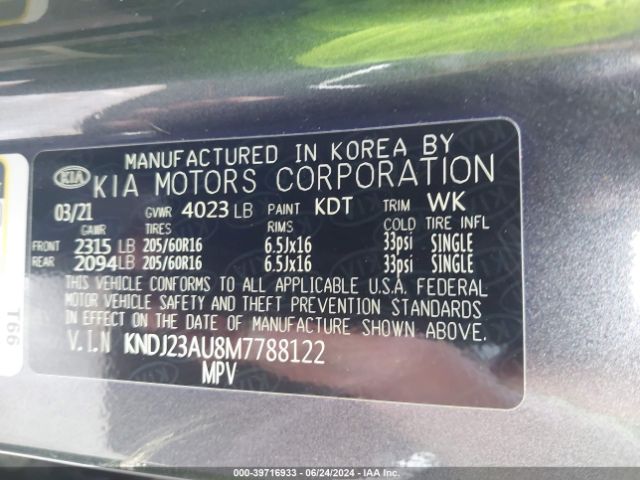 MANUFACTURED IN KOREA BY
KIA KIA MOTORS CORPORATION
03/21 GVWR 4023 LB PAINT KDT TRIM WK
GAWR TIRES RIMS COLD TIRE INFL
FRONT 2315 LB 205/60R16 6.5Jx16 33psi SINGLE
REAR 2094 LB 205/60R16 6.5Jx16 33psi SINGLE
THIS VEHICLE CONFORMS TO ALL APPLICABLE U.S.A. FEDERAL
MOTOR VEHICLE SAFETY AND THEFT PREVENTION STANDARDS
IN EFFECT ON THE DATE OF MANUFACTURE SHOWN ABOVE.
V.I.N KNDJ23AU8M7788122
MPV
T66
000-39716933 - 06/24/2024 - IAA Inc.